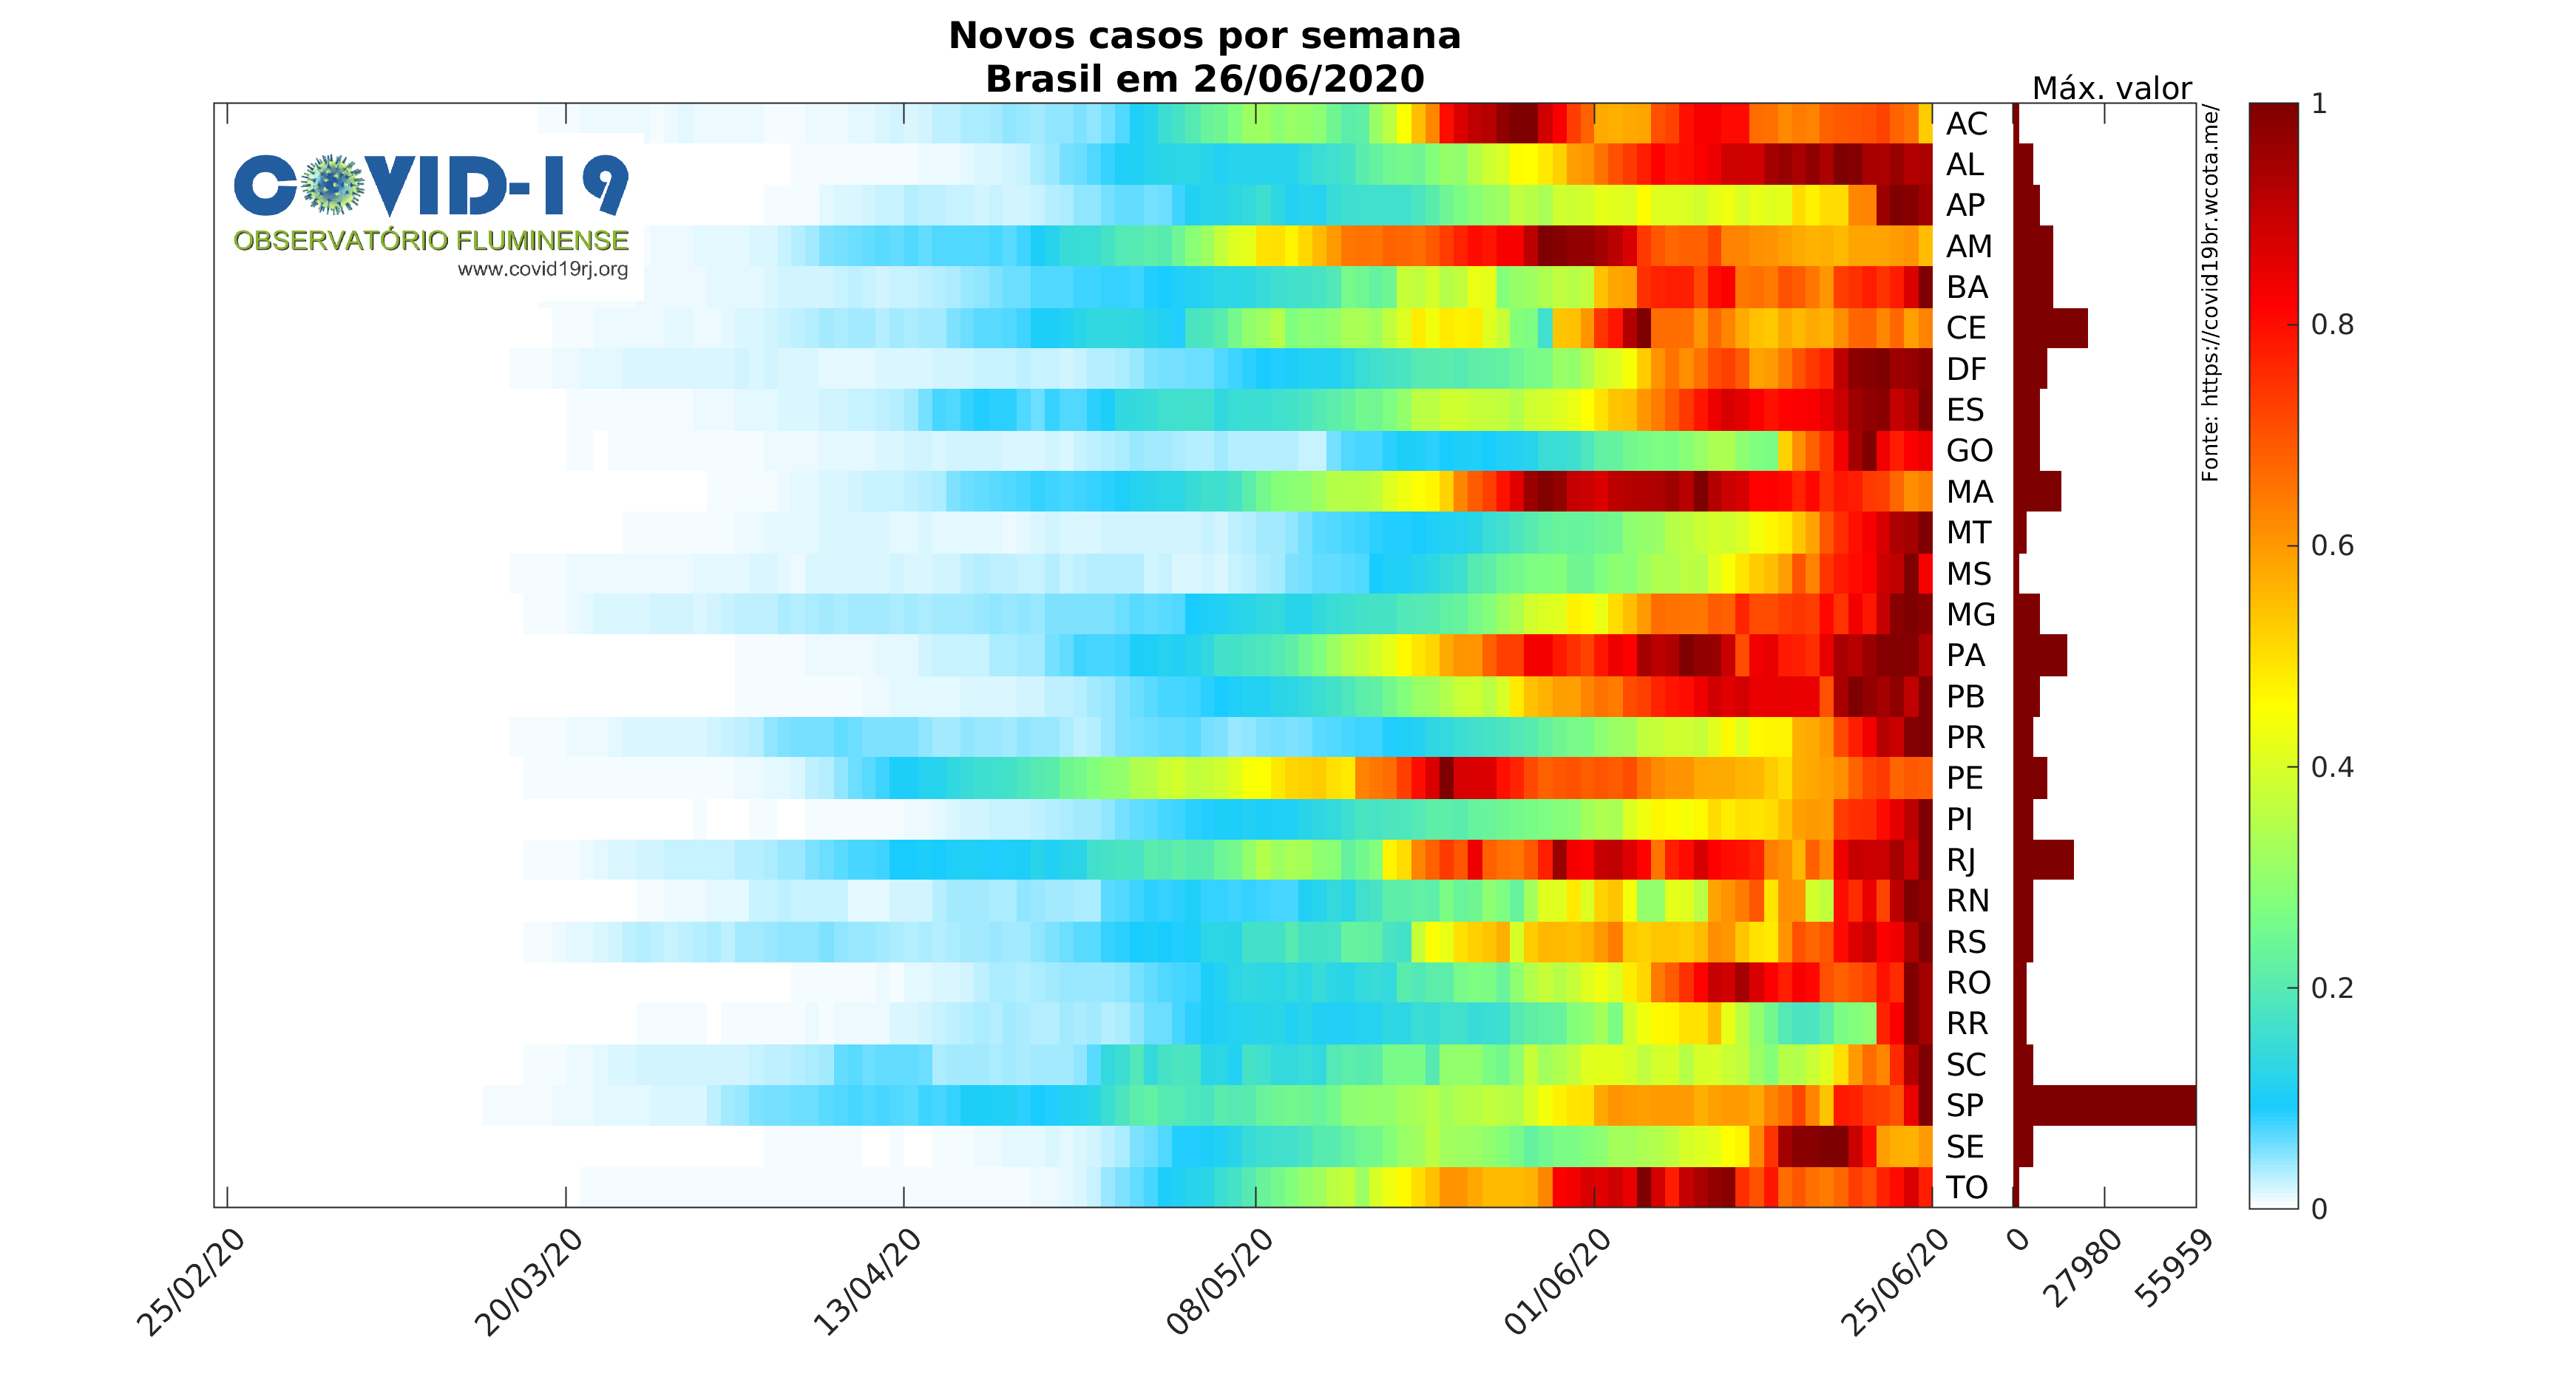 Novos casos por semana
Brasil em 26/06/2020
Máx. valor
COVID-19
OBSERVATÓRIO FLUMINENSE
www.covid19rj.org
AC
AL
AP
AM
BA
CE
DF
ES
GO
MA
MT
MS
MG
PA
PB
PR
PE
PI
RJ
RN
RS
RO
RR
SC
SP
SE
TO
Fonte: https://covid19br.wcota.me/
1
0.8
0.6
0.4
0.2
0
25/02/20
20/03/20
13/04/20
08/05/20
01/06/20
25/06/20
0
27980
55959